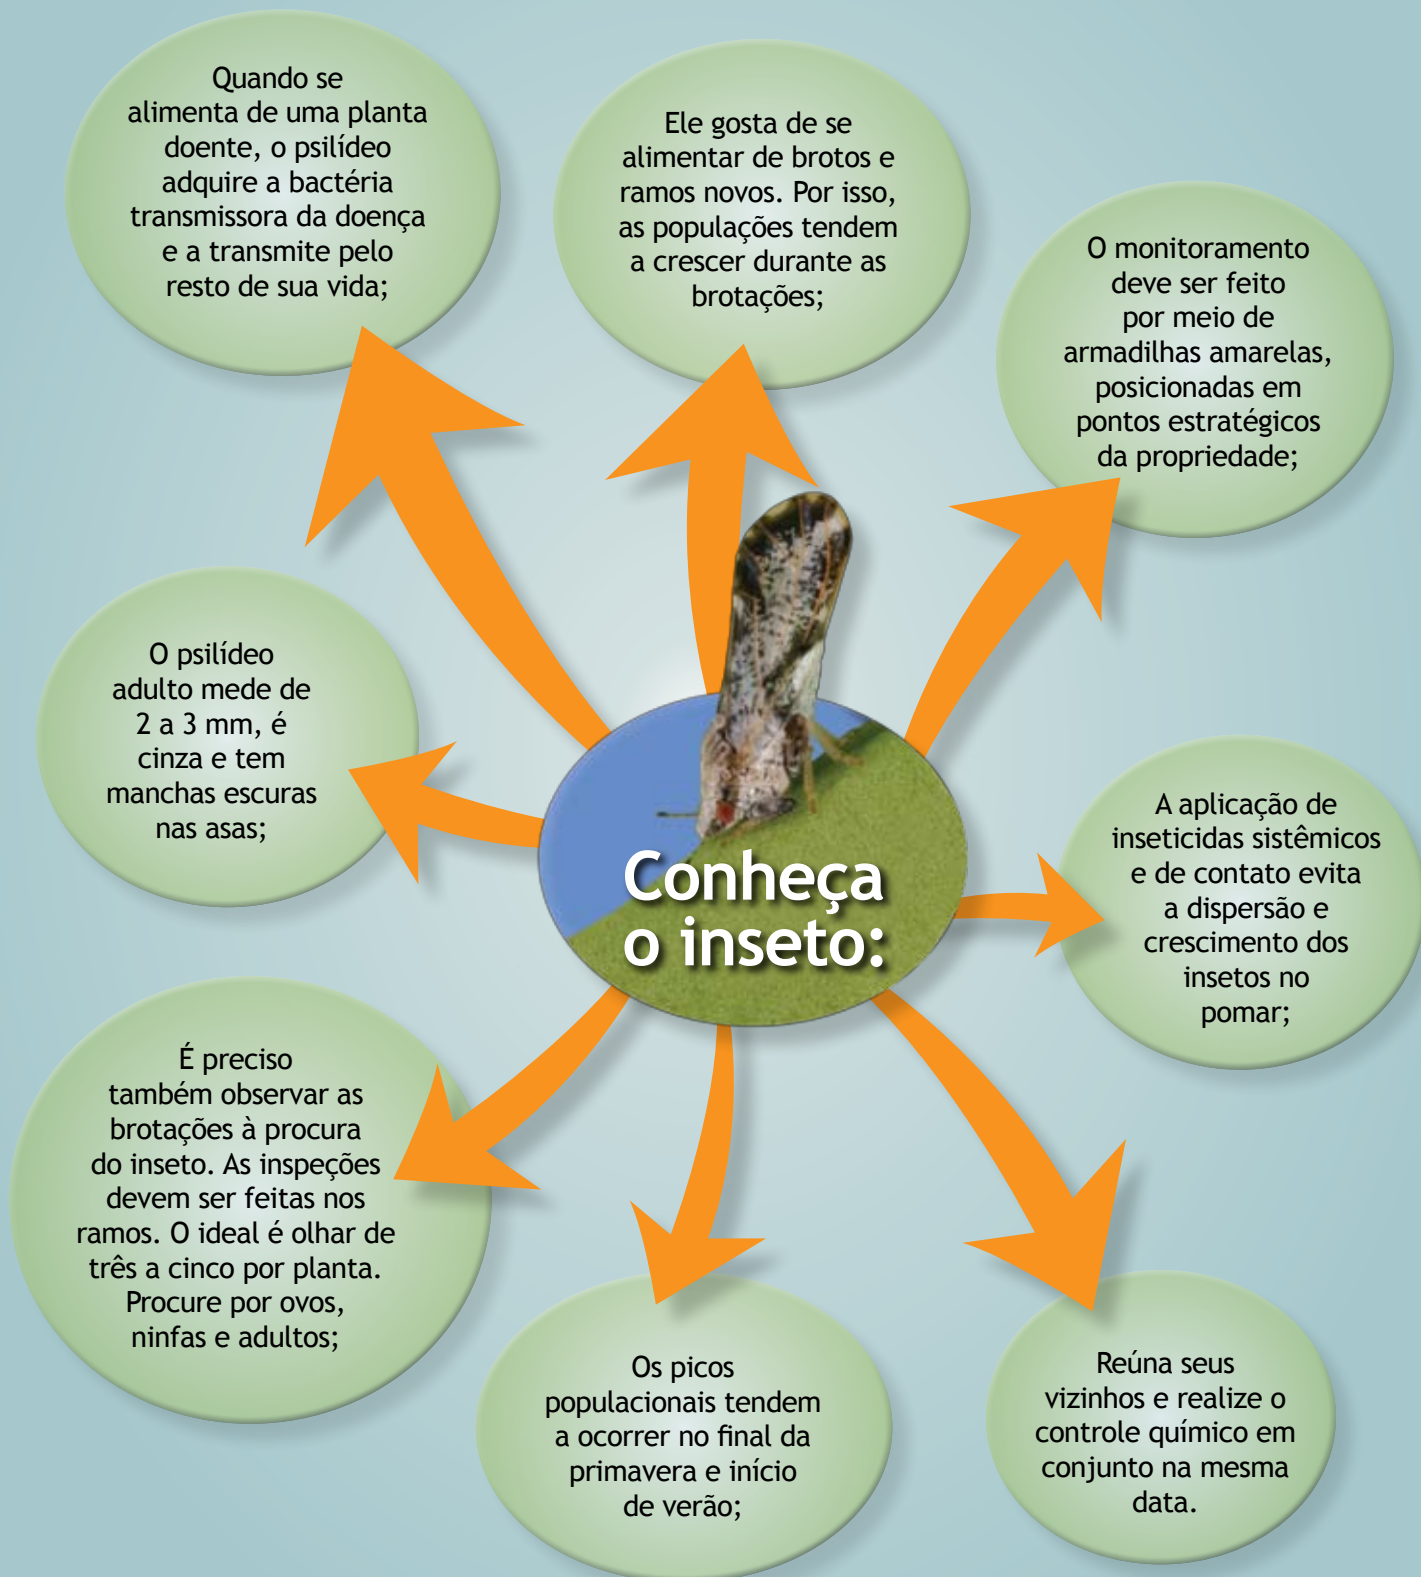 Quando se
alimenta de uma planta
doente, o psilídeo
adquire a bactéria
transmissora da doença
e a transmite pelo
resto de sua vida;
Ele gosta de se
alimentar de brotos e
ramos novos. Por isso,
as populações tendem
a crescer durante as
brotações;
O monitoramento
deve ser feito
por meio de
armadilhas amarelas,
posicionadas em
pontos estratégicos
da propriedade;
O psilídeo
adulto mede de
2 a 3 mm, é
cinza e tem
manchas escuras
nas asas;
Conheça
o inseto:
A aplicação de
inseticidas sistêmicos
e de contato evita
a dispersão e
crescimento dos
insetos no
pomar;
É preciso
também observar as
brotações à procura
do inseto. As inspeções
devem ser feitas nos
ramos. O ideal é olhar de
três a cinco por planta.
Procure por ovos,
ninfas e adultos;
Os picos
populacionais tendem
a ocorrer no final da
primavera e início
de verão;
Reúna seus
vizinhos e realize o
controle químico em
conjunto na mesma
data.